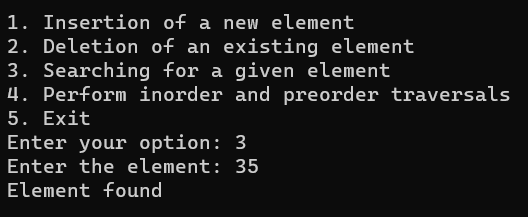 1. Insertion of a new element
2. Deletion of an existing element
3. Searching for a given element
4. Perform inorder and preorder traversals
5. Exit
Enter your option: 3
Enter the element: 35
Element found